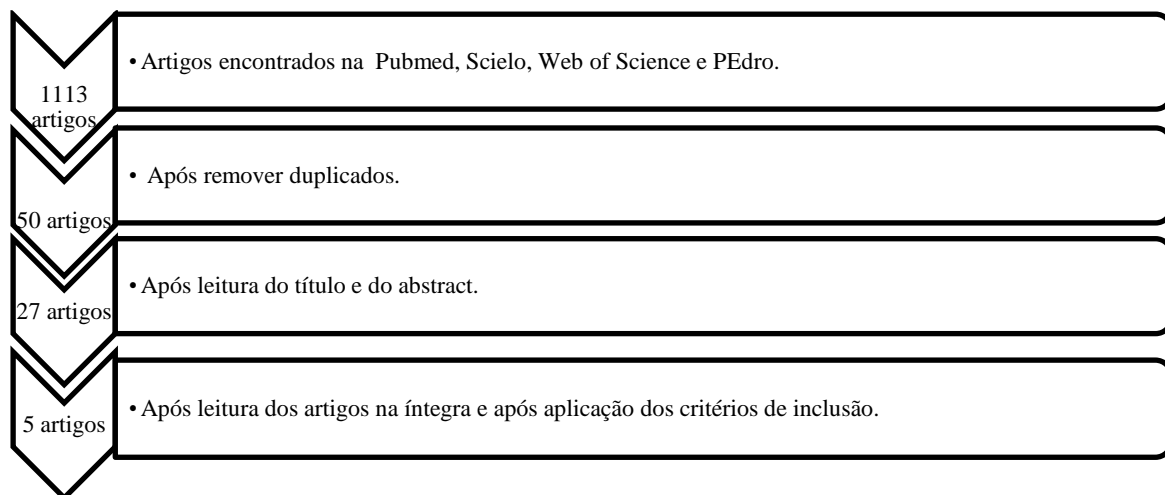 1113
artigos
• Artigos encontrados na Pubmed, Scielo, Web of Science e PEdro.
50 artigos
• Após remover duplicados.
27 artigos
• Após leitura do título e do abstract.
5 artigos
• Após leitura dos artigos na íntegra e após aplicação dos critérios de inclusão.